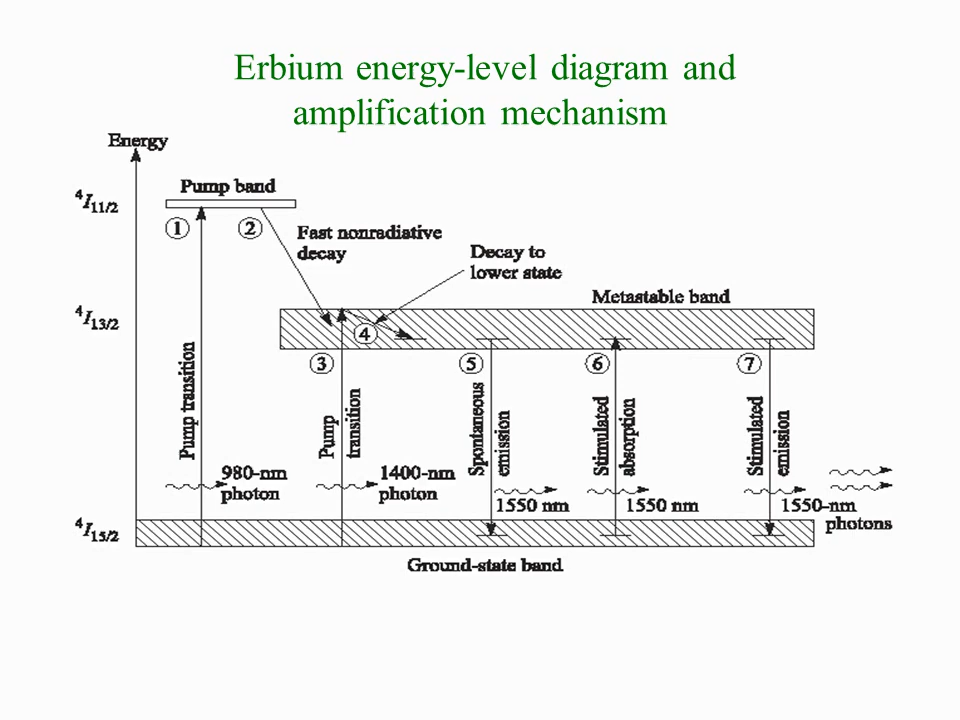 Erbium energy-level diagram and
amplification mechanism
Energy
⁴I₁₁/₂
Pump band
① ②
Fast nonradiative
decay
Decay to
lower state
⁴I₁₃/₂
Metastable band
④
③ ⑤ ⑥ ⑦
Pump transition
Pump
transition
Spontaneous
emission
Stimulated
absorption
Stimulated
emission
980-nm
photon
1400-nm
photon
1550 nm
1550 nm
1550-nm
photons
⁴I₁₅/₂
Ground-state band